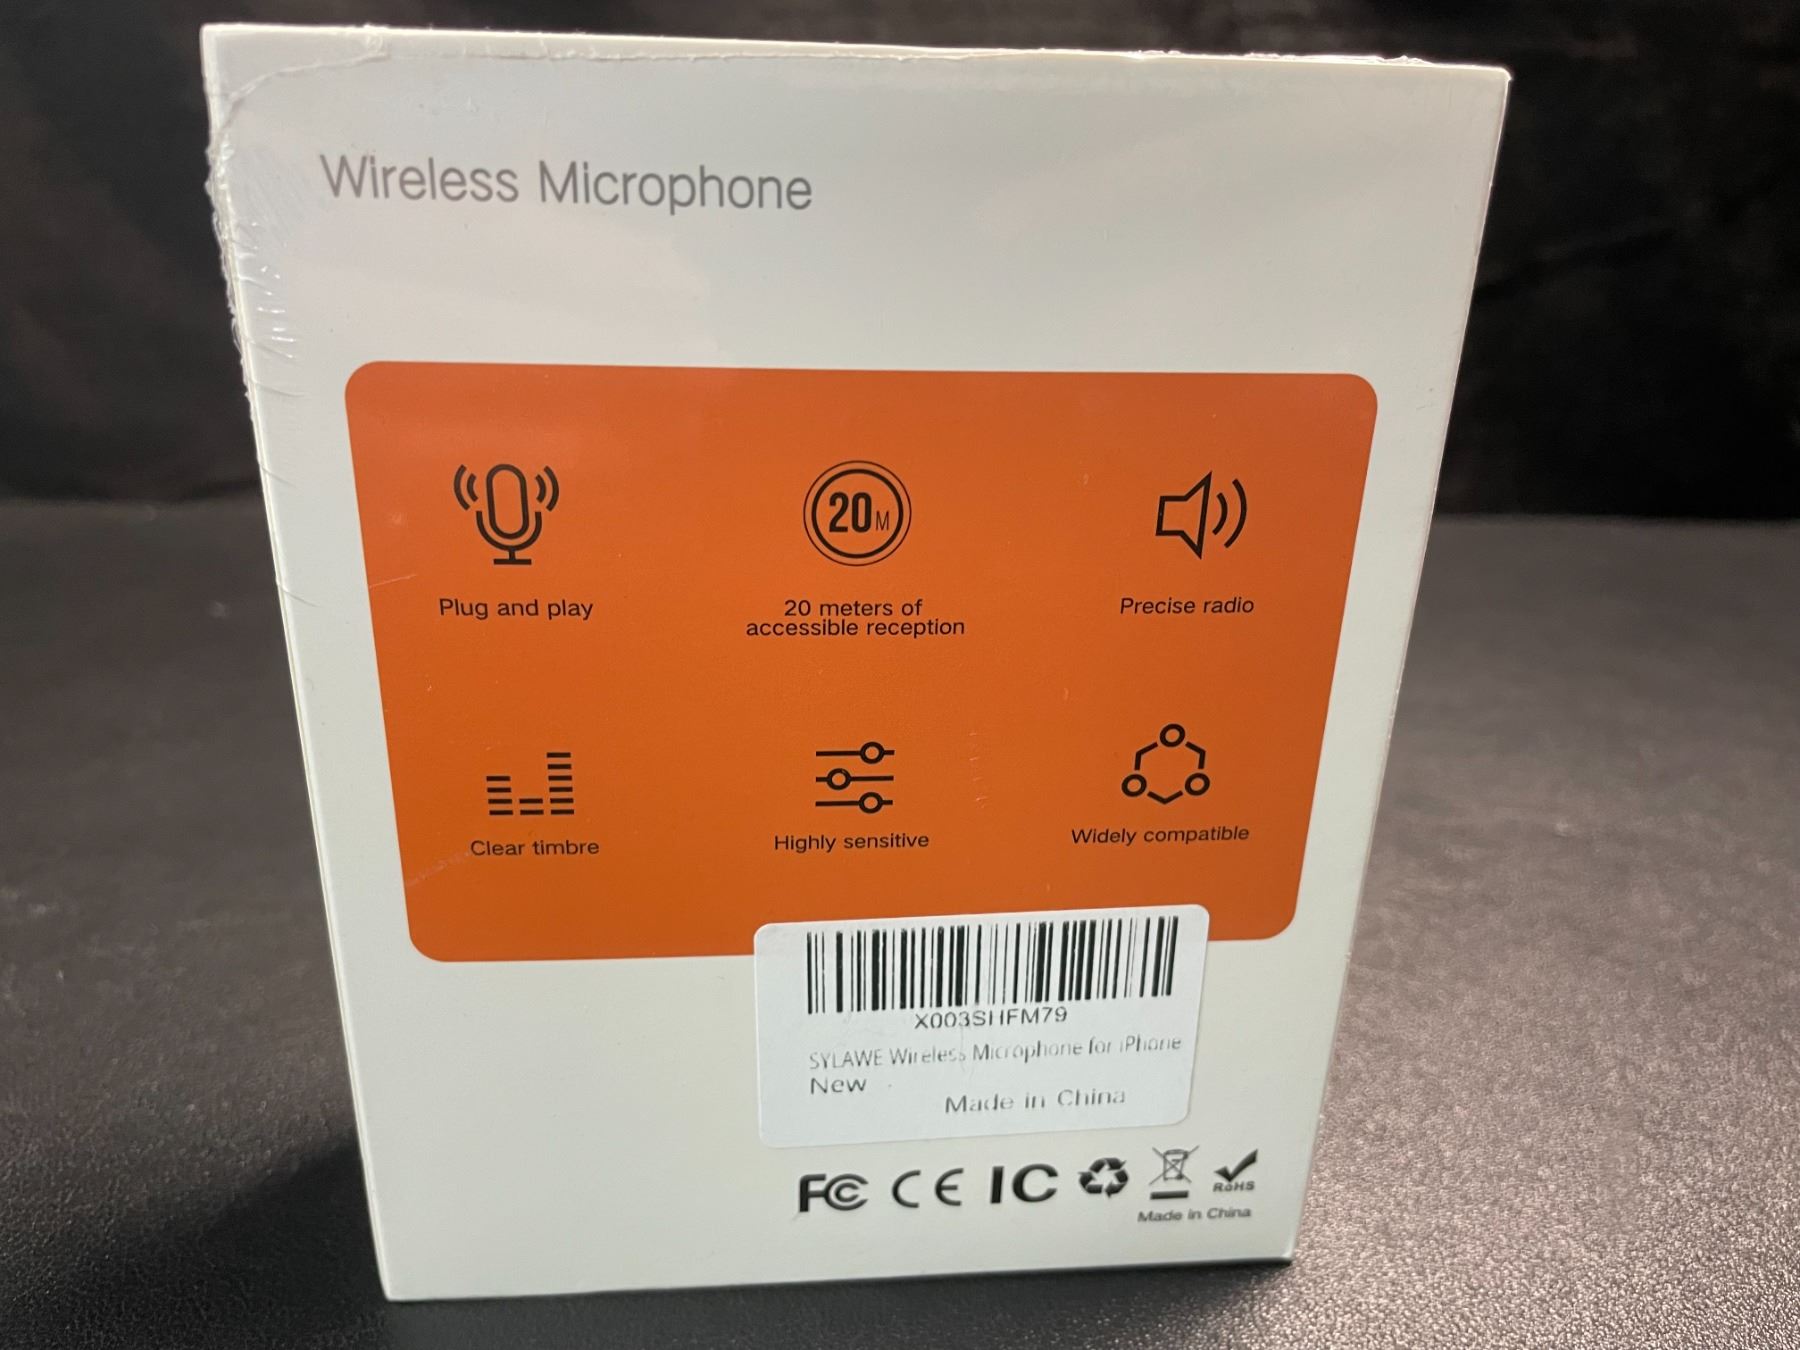 Wireless Microphone
20M
Plug and play
20 meters of
accessible reception
Precise radio
Clear timbre
Highly sensitive
Widely compatible
X003SHFM79
SYLAWE Wireless Microphone for iPhone
New
Made in China
FC CE IC
RoHS
Made in China